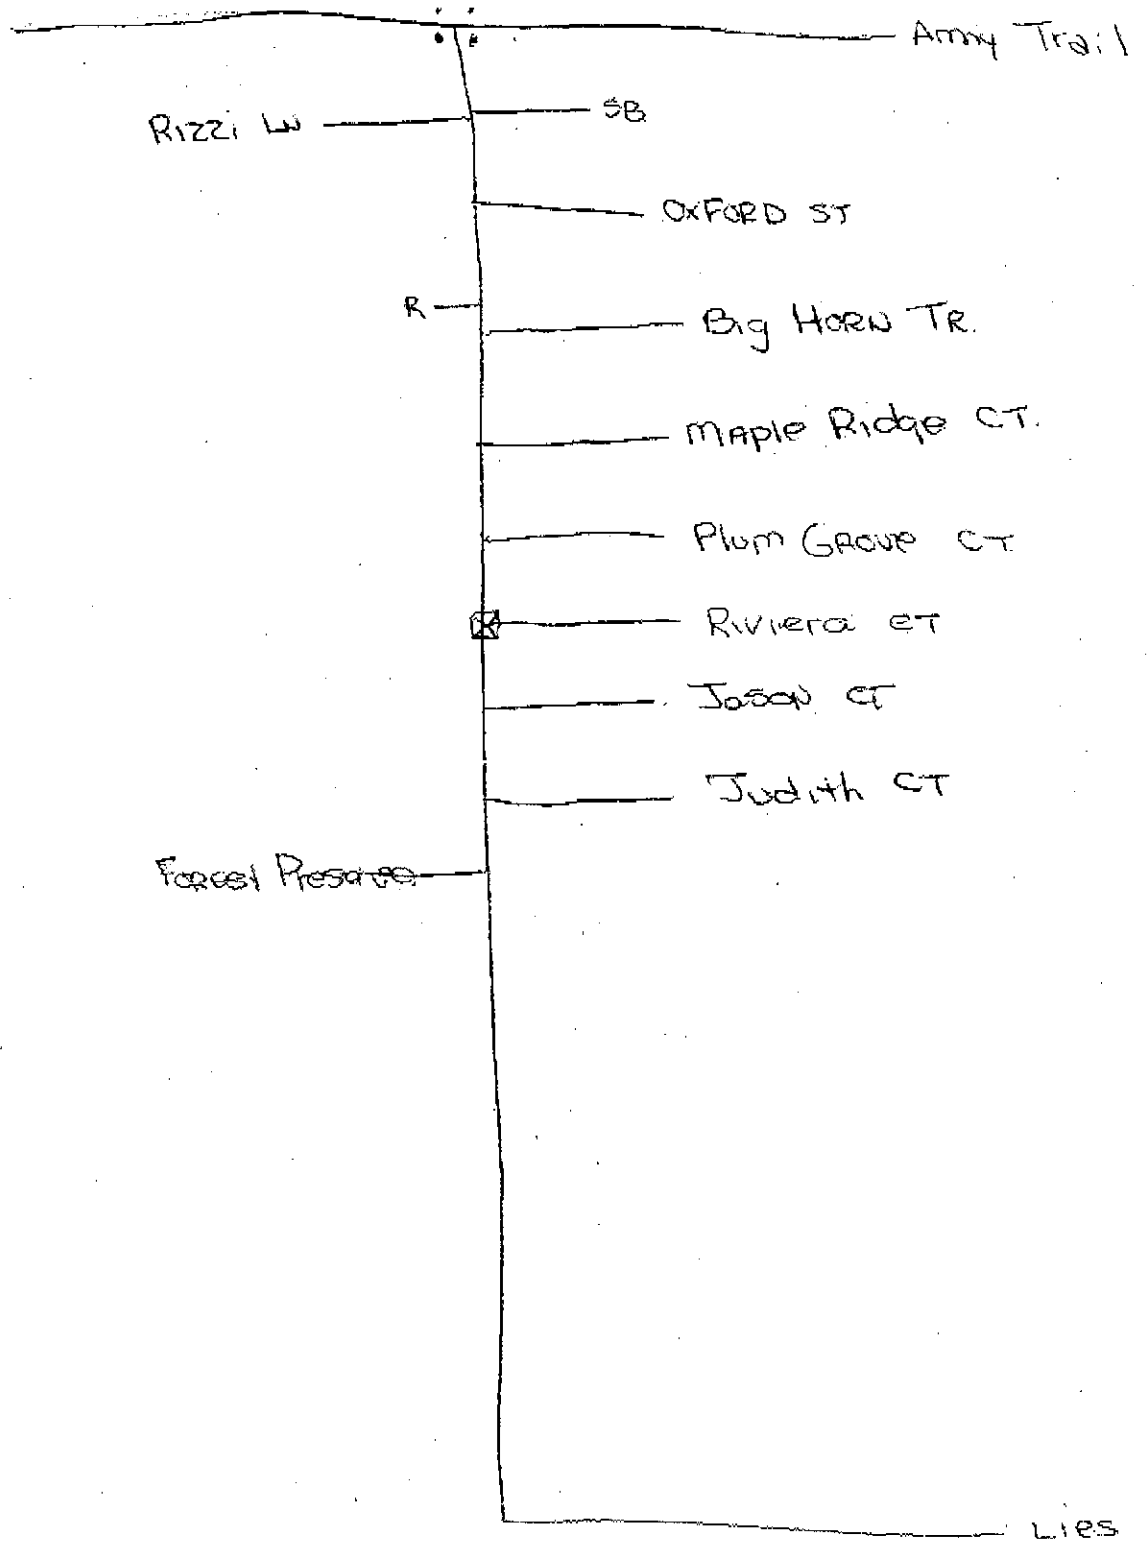 Army Trail
SB
Rizzi LN
OXFORD ST
R
Big HORN TR.
Maple Ridge CT.
Plum GROVE CT
Riviera CT
JasoN CT
Judith CT
Forest Preserve
Lies